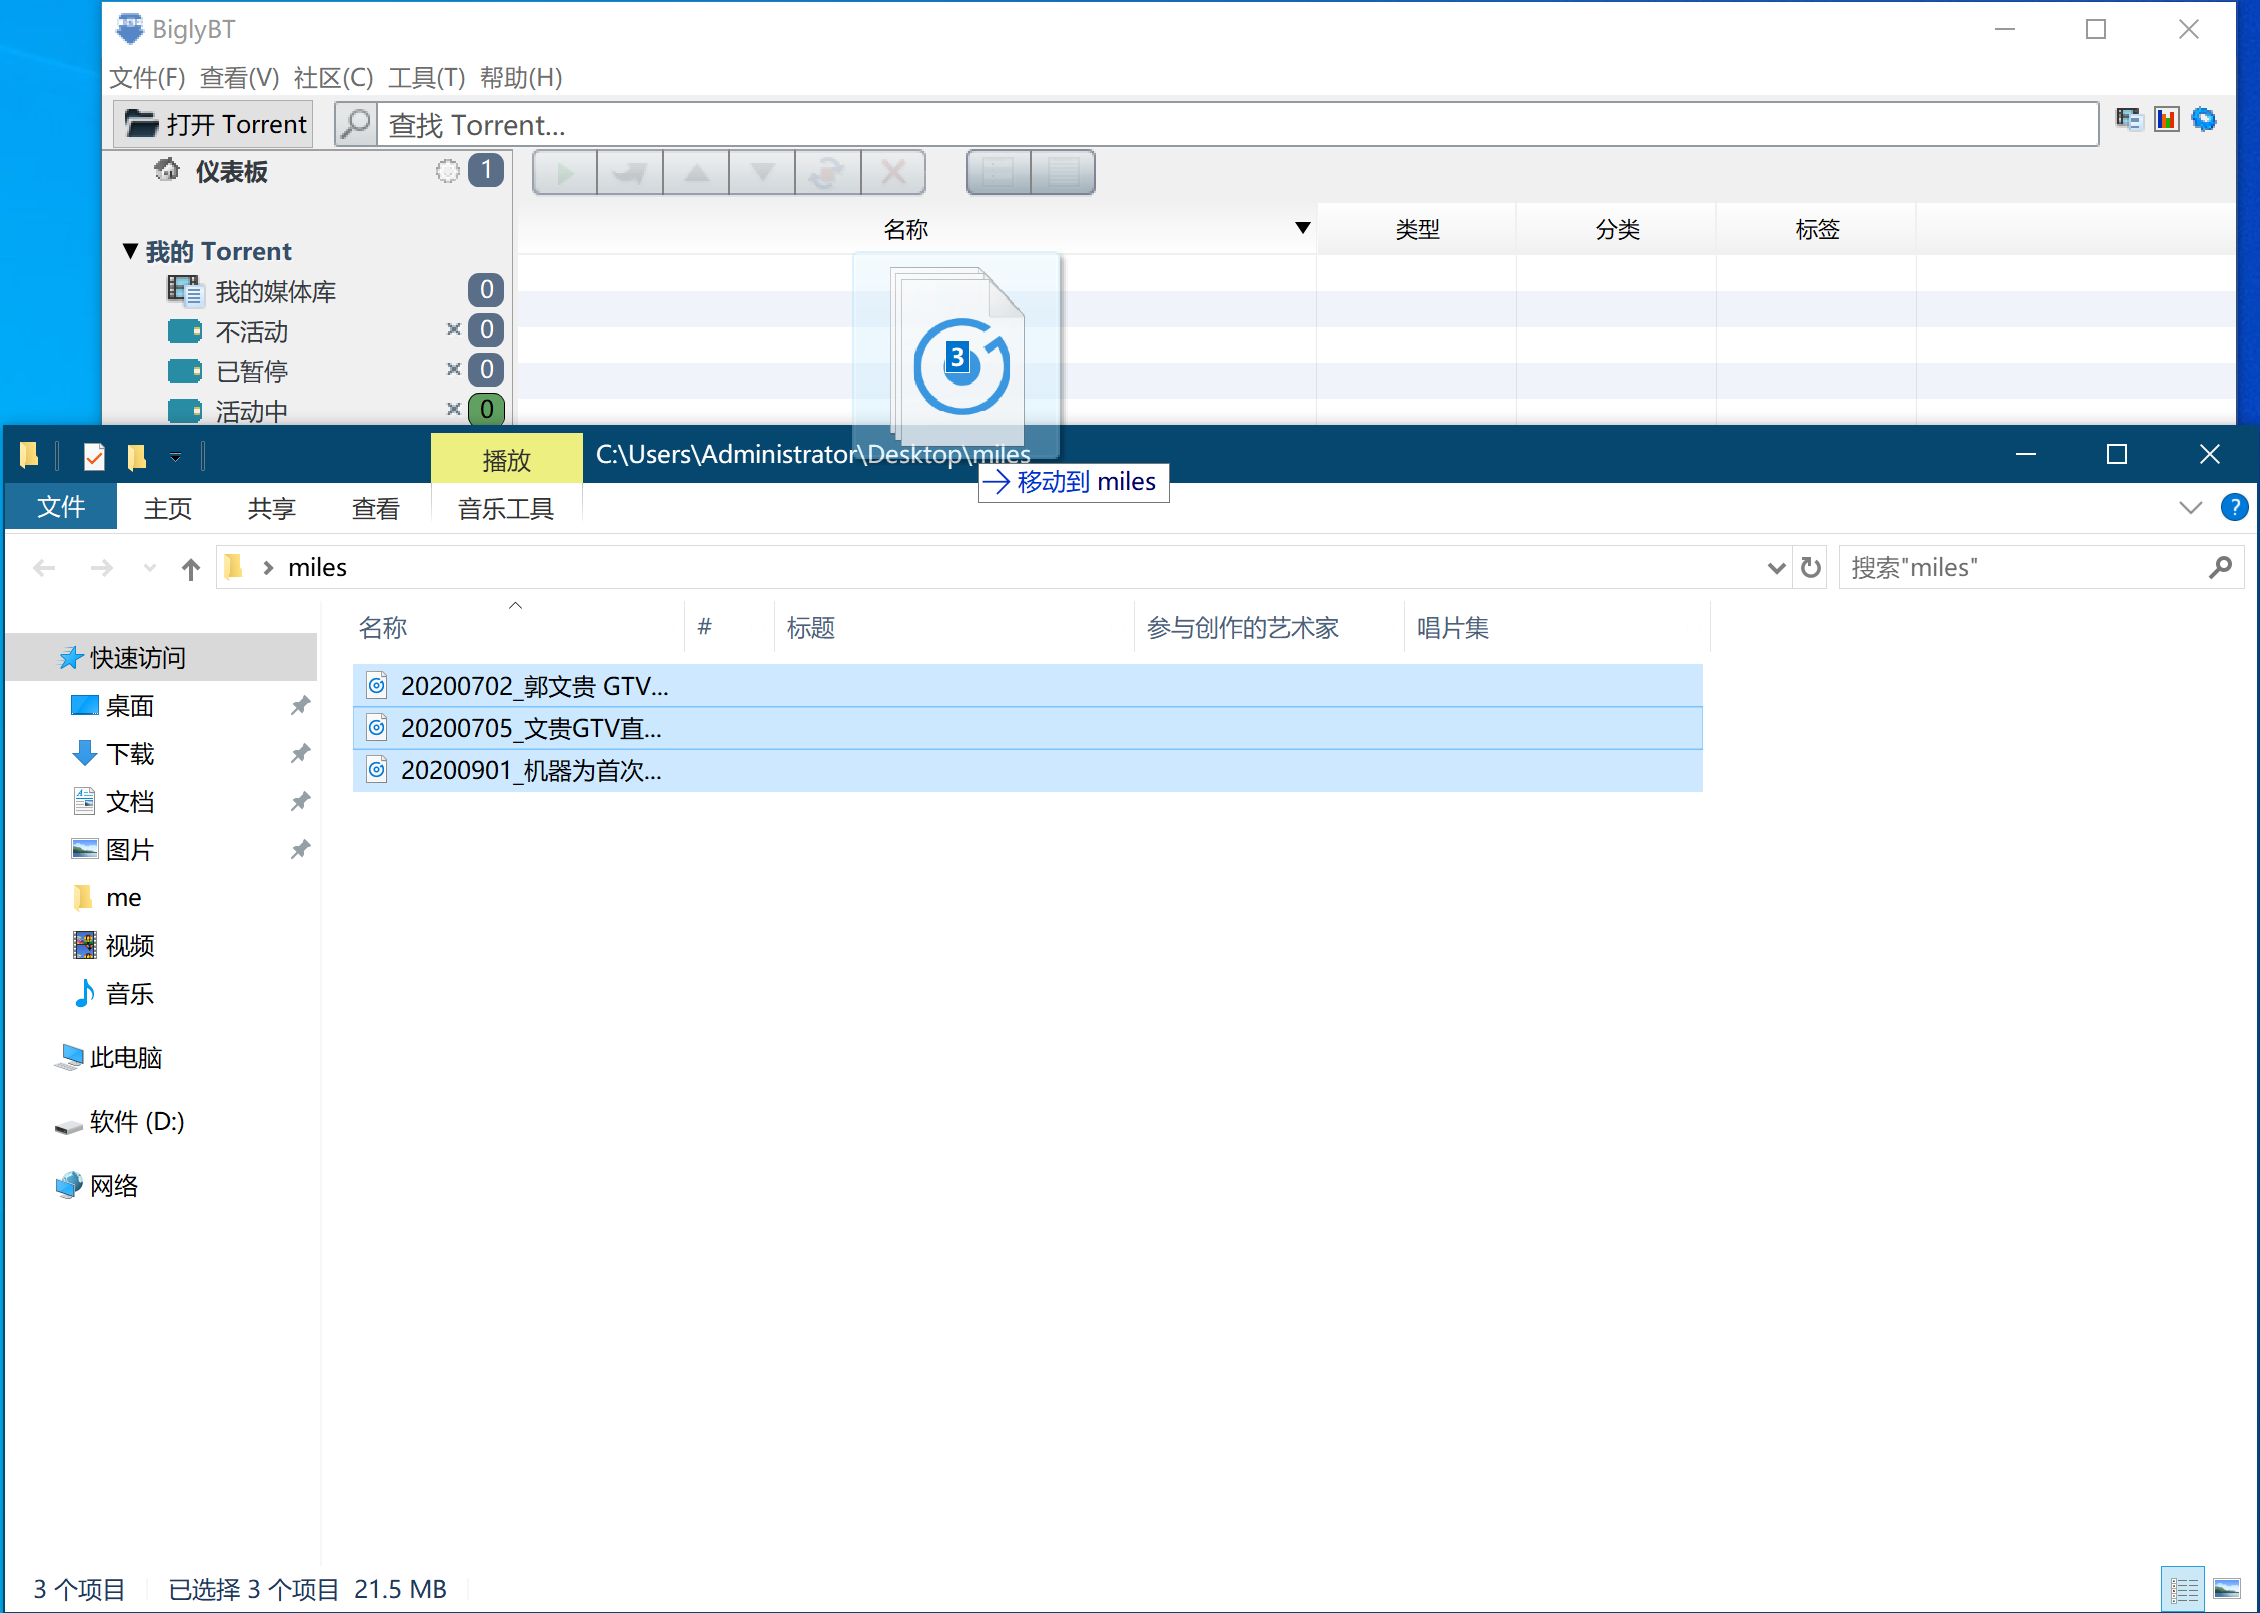 BiglyBT
文件(F) 查看(V) 社区(C) 工具(T) 帮助(H)
打开 Torrent
查找 Torrent...
仪表板 1
名称 类型 分类 标签
我的 Torrent
我的媒体库 0
不活动 0
已暂停 0
活动中 0
3
播放
C:\Users\Administrator\Desktop\miles
移动到 miles
文件 主页 共享 查看 音乐工具
?
miles
搜索"miles"
名称 # 标题 参与创作的艺术家 唱片集
快速访问
桌面
下载
文档
图片
me
视频
音乐
此电脑
软件 (D:)
网络
20200702_郭文贵 GTV...
20200705_文贵GTV直...
20200901_机器为首次...
3 个项目 已选择 3 个项目 21.5 MB